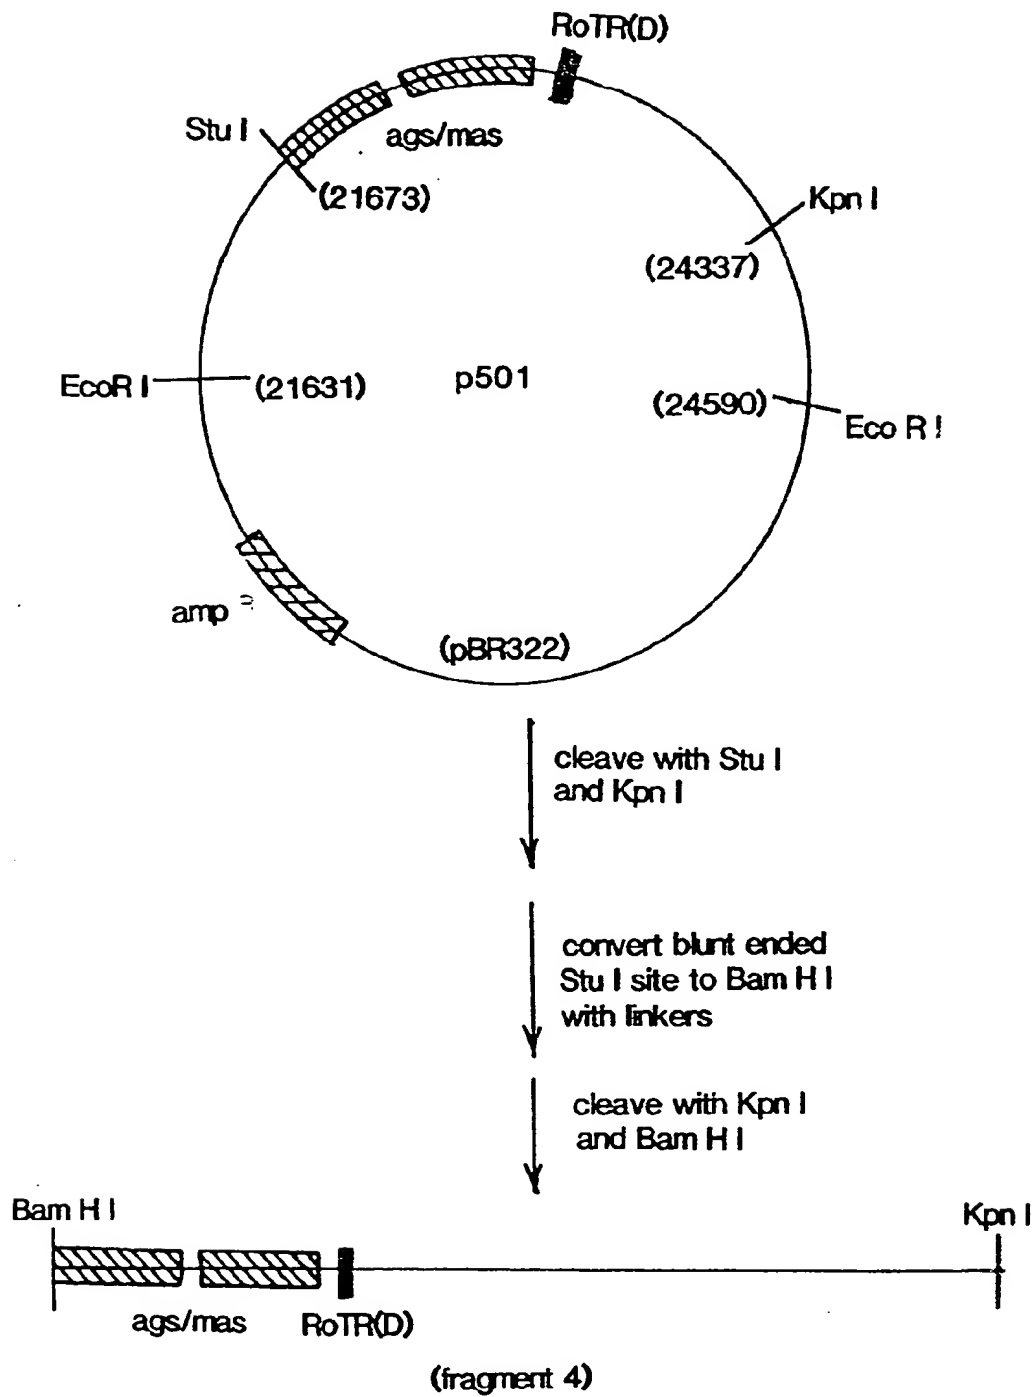 RoTR(D)
Stu I
ags/mas
(21673)
Kpn I
(24337)
EcoR I
(21631)
p501
(24590)
Eco R I
amp
(pBR322)
cleave with Stu I
and Kpn I
convert blunt ended
Stu I site to Bam H I
with linkers
cleave with Kpn I
and Bam H I
Bam H I
Kpn I
ags/mas
RoTR(D)
(fragment 4)